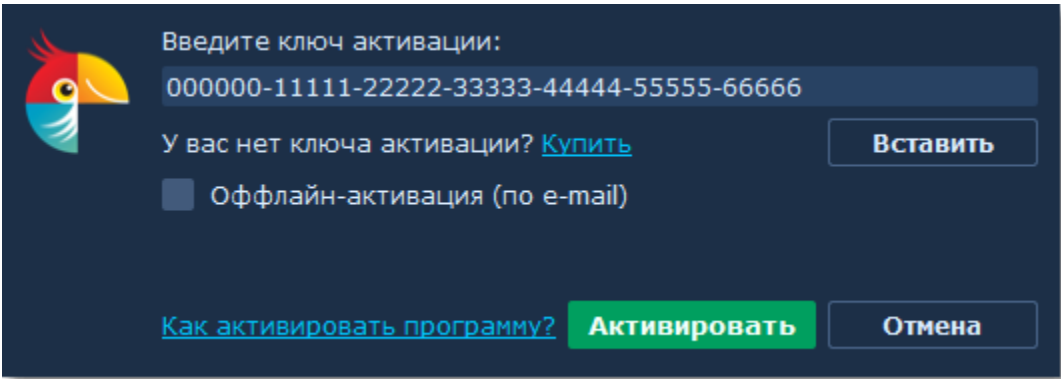 Введите ключ активации:
000000-11111-22222-33333-44444-55555-66666
У вас нет ключа активации? Купить
Вставить
Оффлайн-активация (по e-mail)
Как активировать программу?
Активировать
Отмена